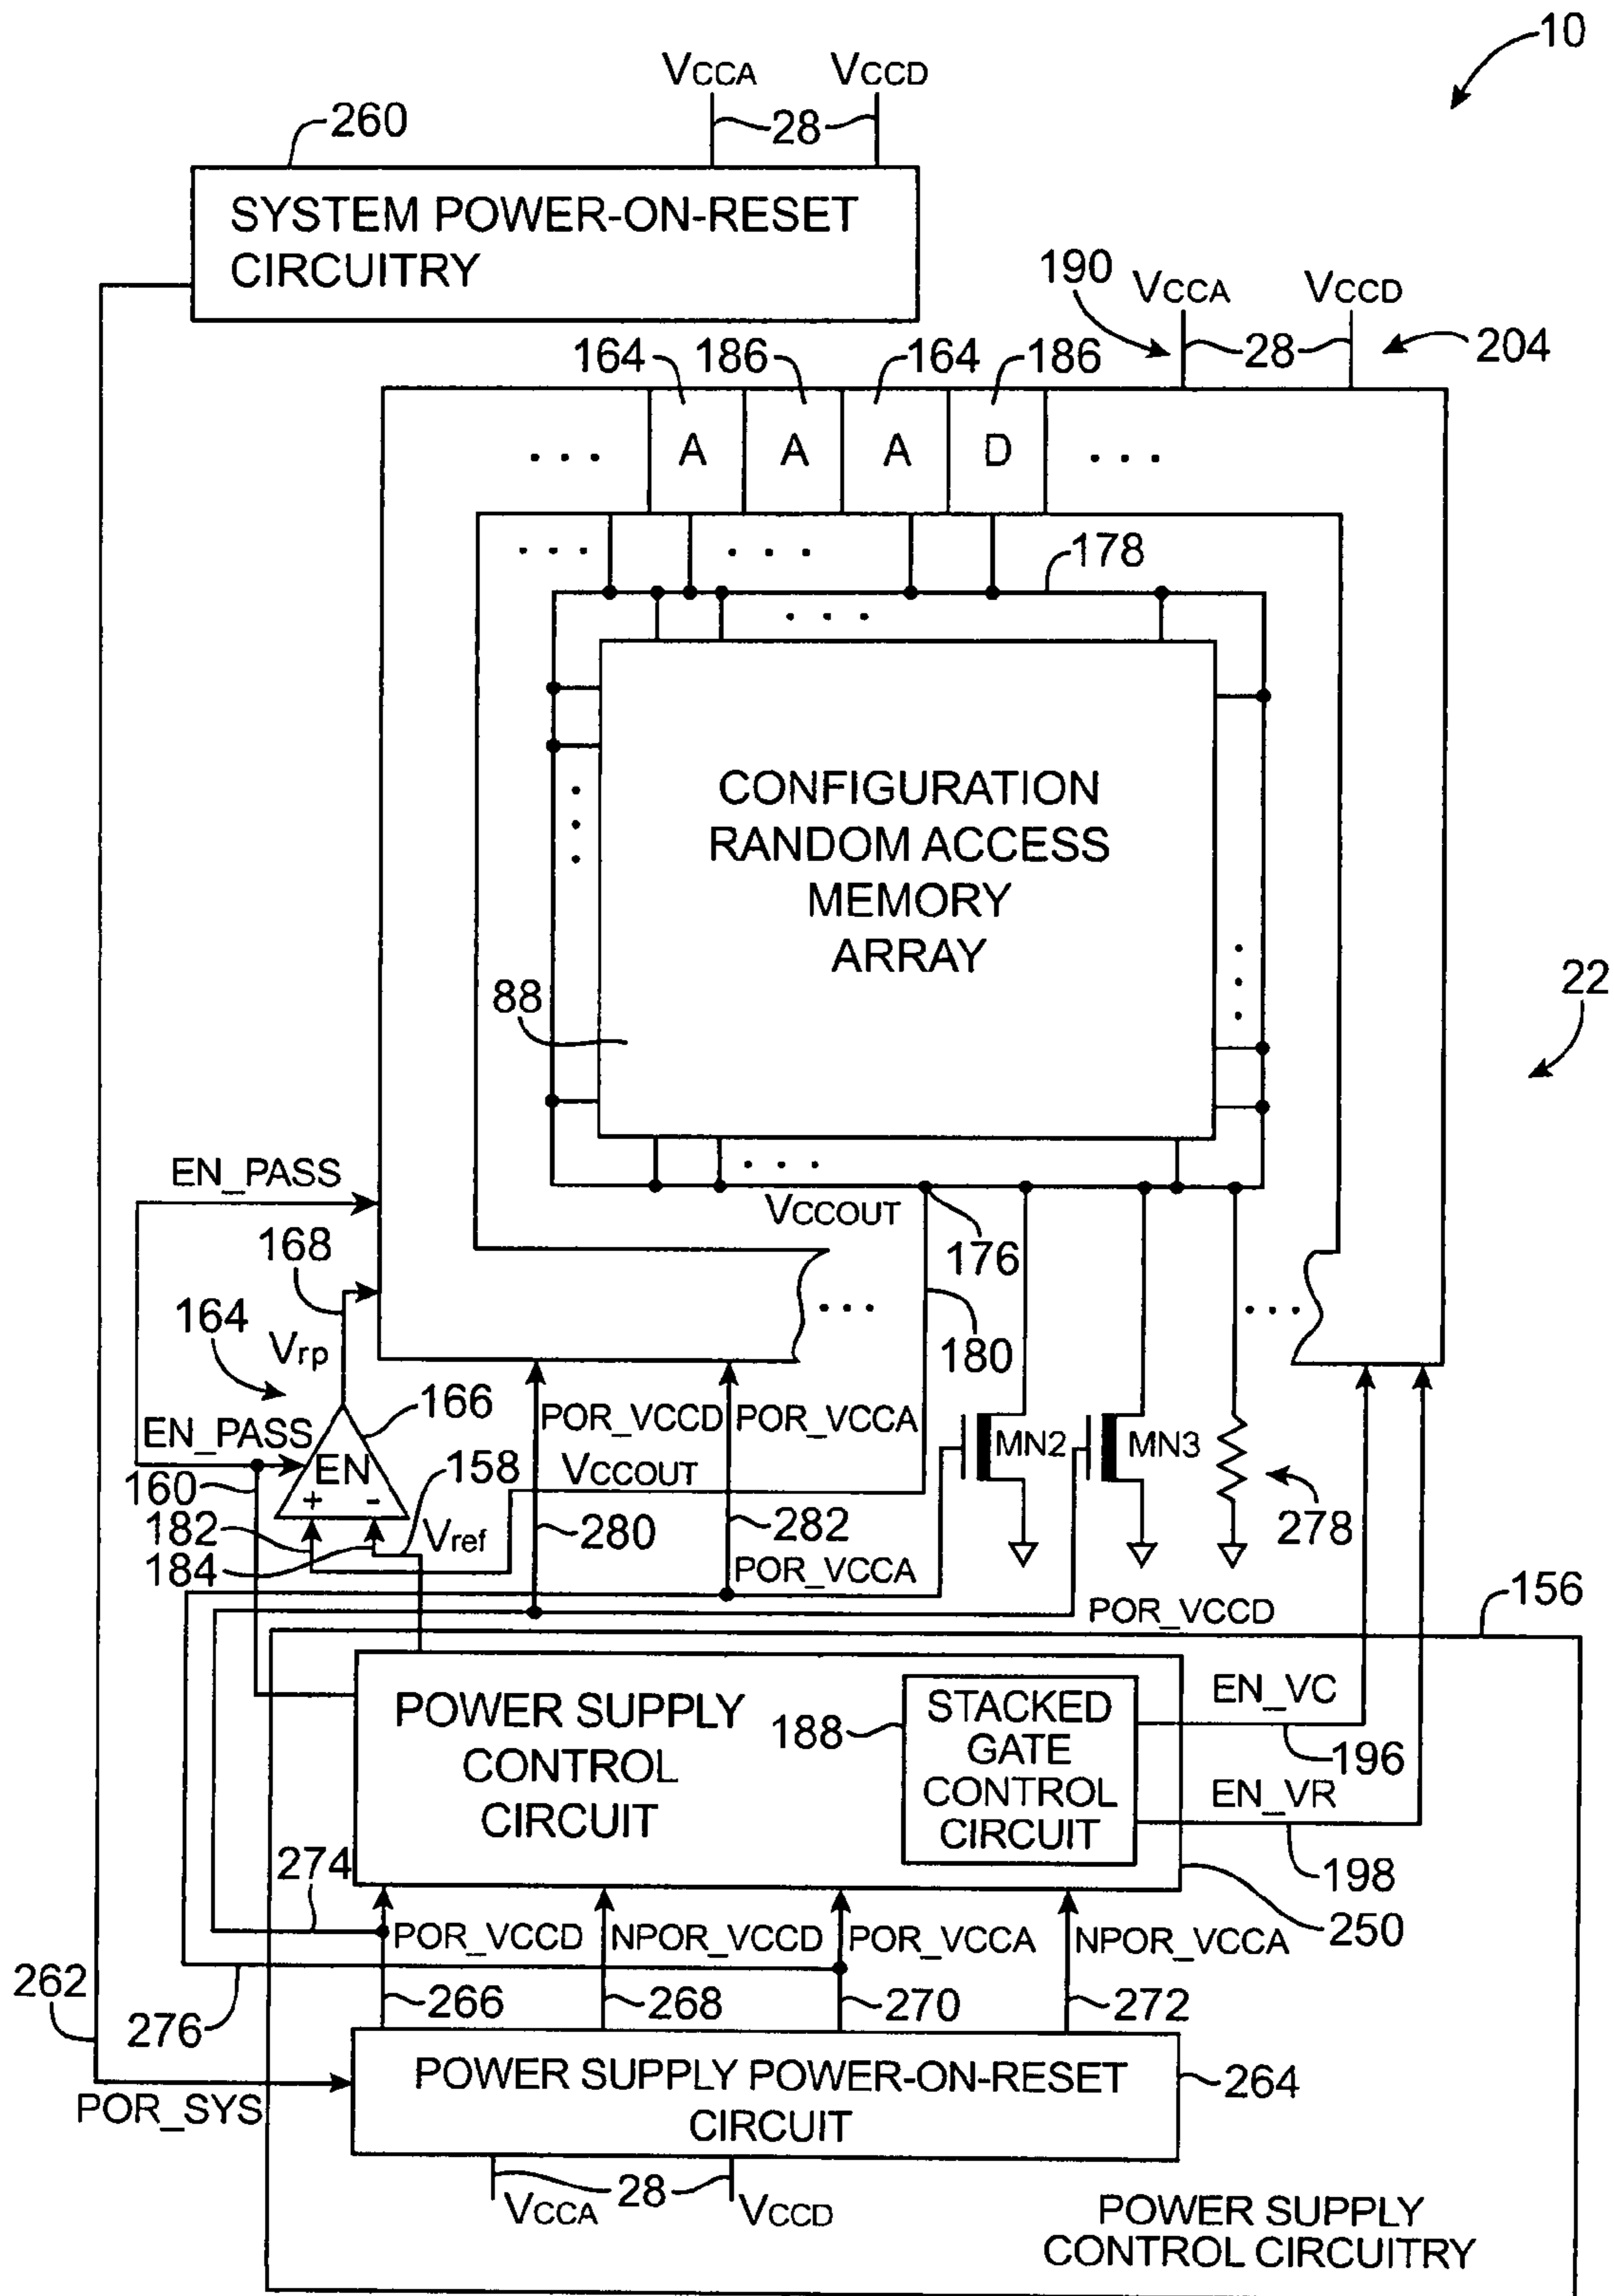 10
VCCA VCCD
28
260
SYSTEM POWER-ON-RESET
CIRCUITRY
190
VCCA VCCD
28
204
164 186 164 186
... A A A D ...
... ...
178
...
CONFIGURATION
RANDOM ACCESS
MEMORY
ARRAY
88
22
...
EN_PASS
VCCOUT
176
168
164
Vrp
... 180 ...
166
POR_VCCD POR_VCCA
MN2 MN3
EN_PASS
EN
158
VCCOUT
160
+ -
182
Vref
280 282
278
184
POR_VCCA
POR_VCCD
156
POWER SUPPLY
CONTROL
CIRCUIT
188
STACKED
GATE
CONTROL
CIRCUIT
EN_VC
196
EN_VR
198
274
250
POR_VCCD NPOR_VCCD POR_VCCA NPOR_VCCA
262
276
266 268 270 272
POWER SUPPLY POWER-ON-RESET
CIRCUIT
264
POR_SYS
28
VCCA VCCD
POWER SUPPLY
CONTROL CIRCUITRY